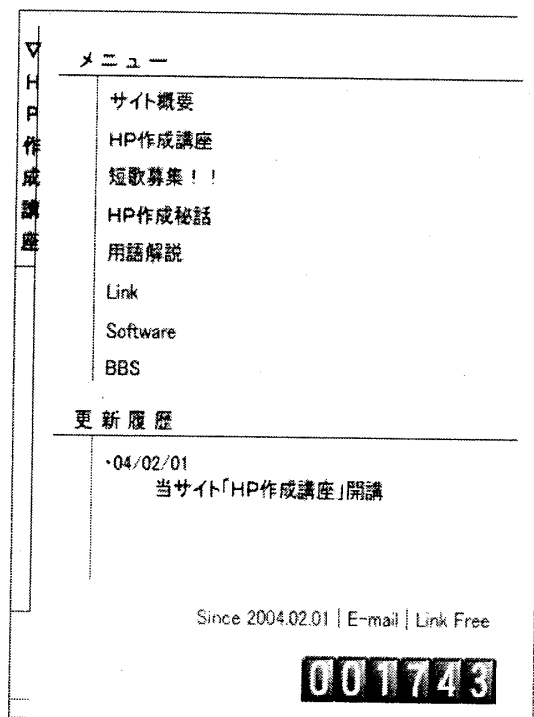 ▽HP作成講座
メニュー
サイト概要
HP作成講座
短歌募集！！
HP作成秘話
用語解説
Link
Software
BBS
更新履歴
・04/02/01
当サイト「HP作成講座」開講
Since 2004.02.01 | E-mail | Link Free
001743